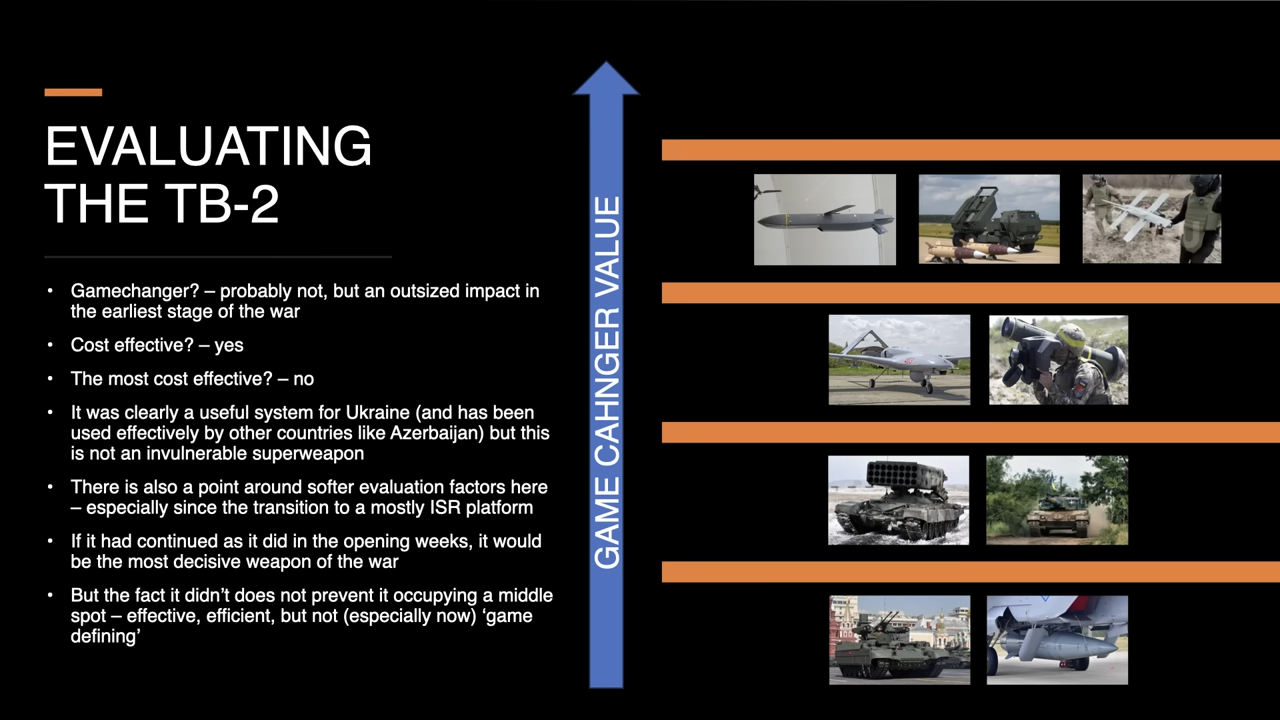 EVALUATING
THE TB-2
• Gamechanger? – probably not, but an outsized impact in
the earliest stage of the war
• Cost effective? – yes
• The most cost effective? – no
• It was clearly a useful system for Ukraine (and has been
used effectively by other countries like Azerbaijan) but this
is not an invulnerable superweapon
• There is also a point around softer evaluation factors here
– especially since the transition to a mostly ISR platform
• If it had continued as it did in the opening weeks, it would
be the most decisive weapon of the war
• But the fact it didn’t does not prevent it occupying a middle
spot – effective, efficient, but not (especially now) ‘game
defining’
GAME CAHNGER VALUE